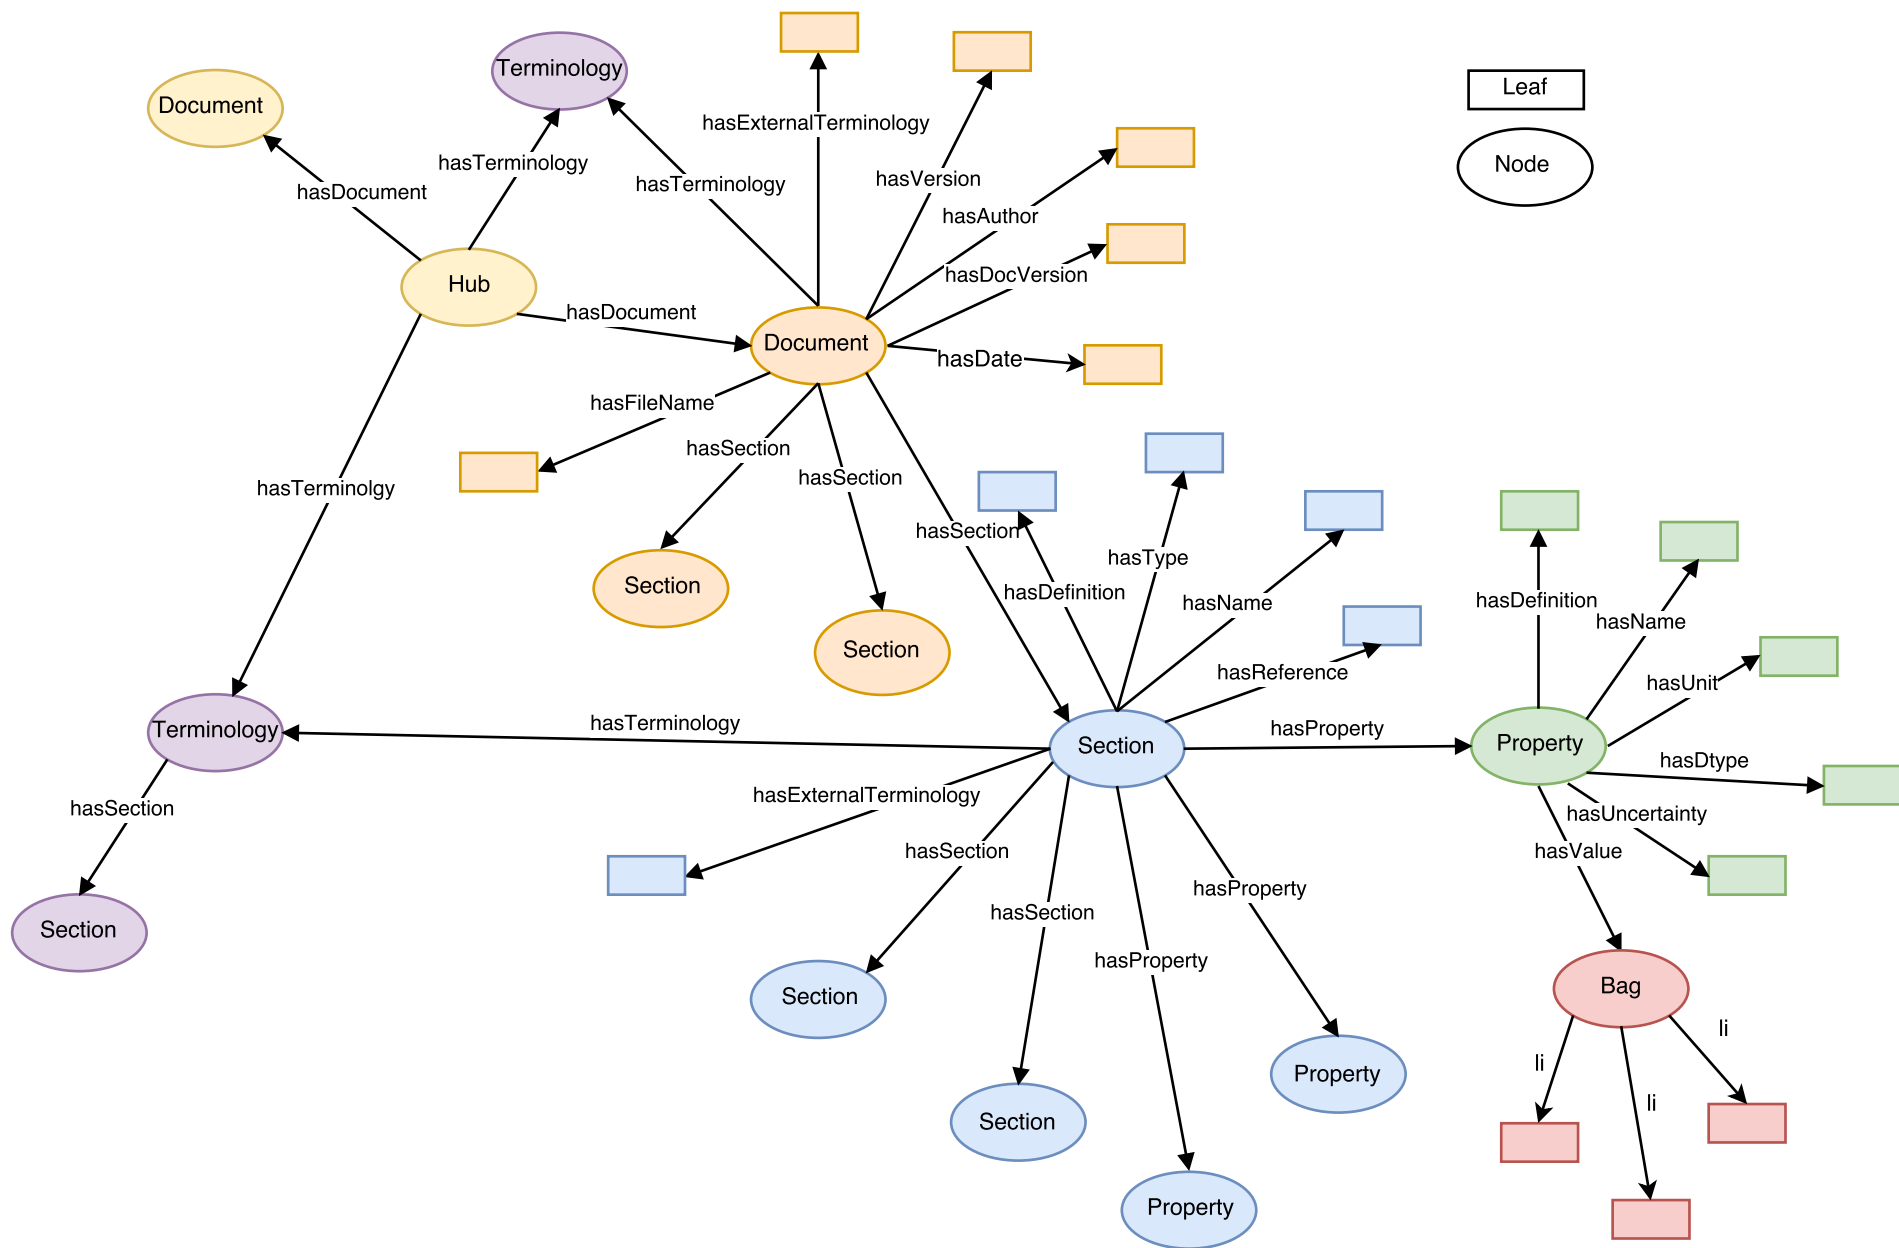 Terminology
Leaf
Document
hasExternalTerminology
Node
hasTerminology
hasVersion
hasTerminology
hasDocument
hasAuthor
hasDocVersion
Hub
hasDocument
Document
hasDate
hasFileName
hasSection
hasSection
hasTerminolgy
hasSection
hasType
Section
hasDefinition
hasDefinition
hasName
hasName
Section
hasReference
hasUnit
hasTerminology
hasProperty
Terminology
Section
Property
hasDtype
hasExternalTerminology
hasSection
hasUncertainty
hasSection
hasValue
hasProperty
hasSection
Section
hasProperty
Bag
Section
li
li
Property
li
Section
Property